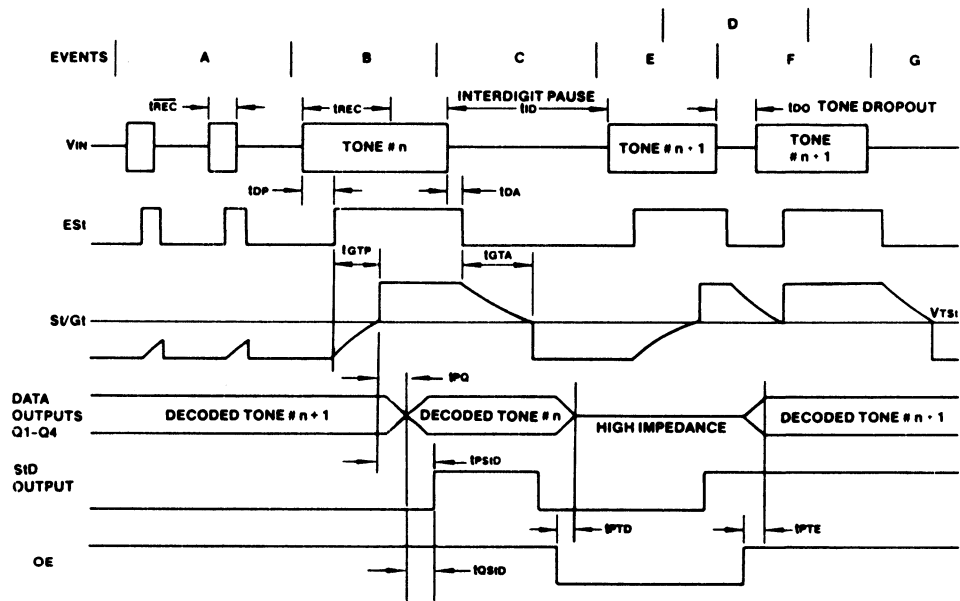 D
EVENTS A B C E F G
tREC tREC INTERDIGIT PAUSE tDO TONE DROPOUT
tID
VIN TONE # n TONE # n + 1 TONE
# n + 1
tDP tDA
ESt
tGTP tGTA
St/Gt VTSt
tPQ
DATA
OUTPUTS
Q1-Q4
DECODED TONE # n + 1 DECODED TONE # n HIGH IMPEDANCE DECODED TONE # n + 1
StD
OUTPUT
tPStD
tPTD tPTE
OE
tQStD